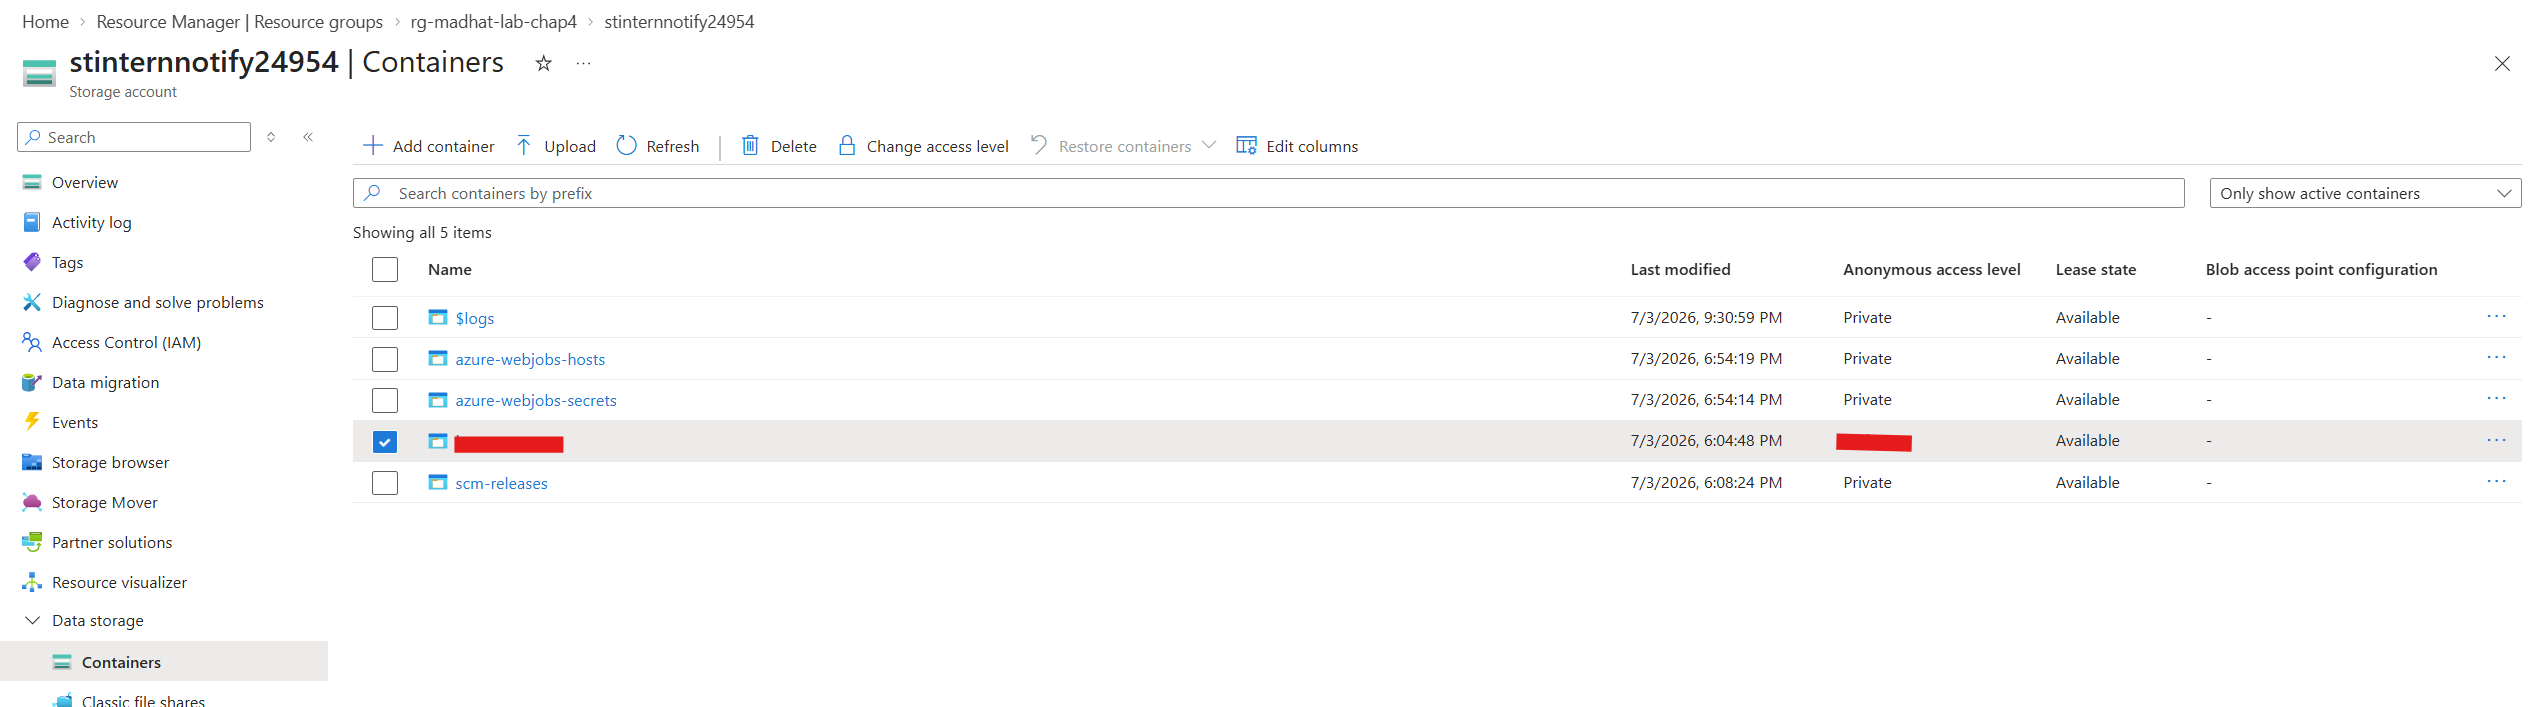 Home > Resource Manager | Resource groups > rg-madhat-lab-chap4 > stinternnotify24954
stinternnotify24954 | Containers
Storage account
Search
Add container Upload Refresh Delete Change access level Restore containers Edit columns
Search containers by prefix
Only show active containers
Showing all 5 items
Name Last modified Anonymous access level Lease state Blob access point configuration
$logs 7/3/2026, 9:30:59 PM Private Available -
azure-webjobs-hosts 7/3/2026, 6:54:19 PM Private Available -
azure-webjobs-secrets 7/3/2026, 6:54:14 PM Private Available -
7/3/2026, 6:04:48 PM Available -
scm-releases 7/3/2026, 6:08:24 PM Private Available -
Overview
Activity log
Tags
Diagnose and solve problems
Access Control (IAM)
Data migration
Events
Storage browser
Storage Mover
Partner solutions
Resource visualizer
Data storage
Containers
Classic file shares